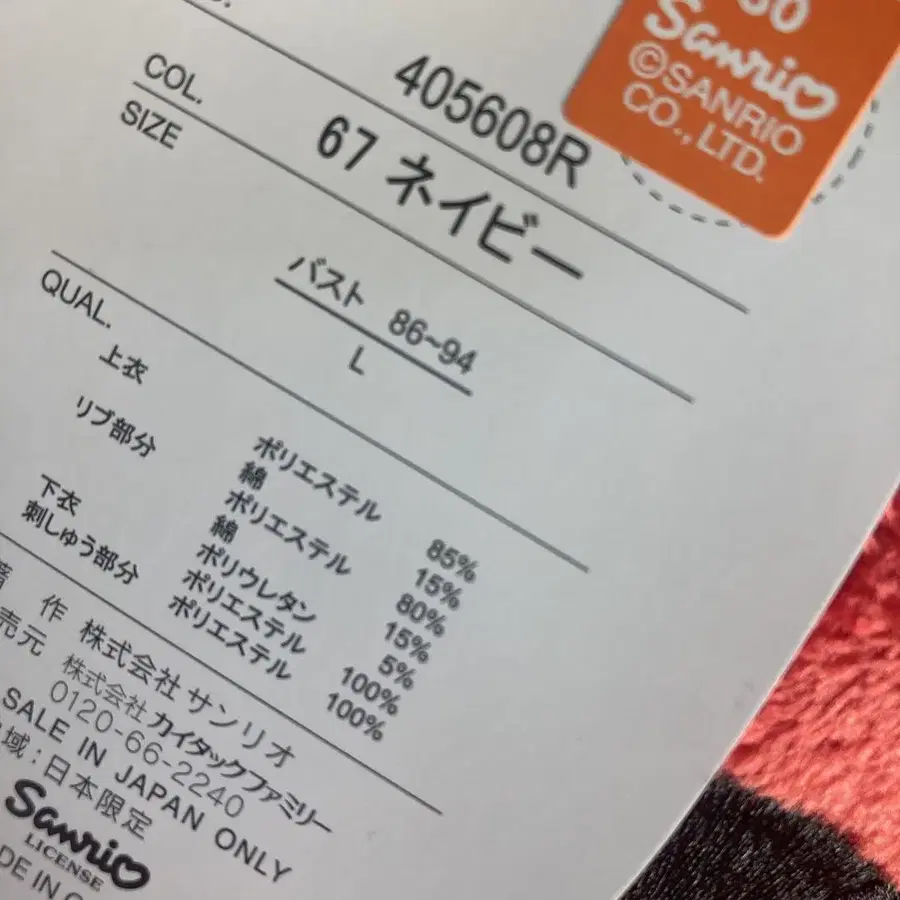 405608R
COL. 67 ネイビー
SIZE バスト 86~94
L
QUAL.
上衣 ポリエステル 85%
綿 15%
リブ部分 ポリエステル 80%
綿 15%
ポリウレタン 5%
下衣 ポリエステル 100%
刺しゅう部分 ポリエステル 100%
作 株式会社サンリオ
売元 株式会社カイタックファミリー
0120-66-2240
SALE IN JAPAN ONLY
域:日本限定
Sanrio
LICENSE
Sanrio
©SANRIO
CO.,LTD.